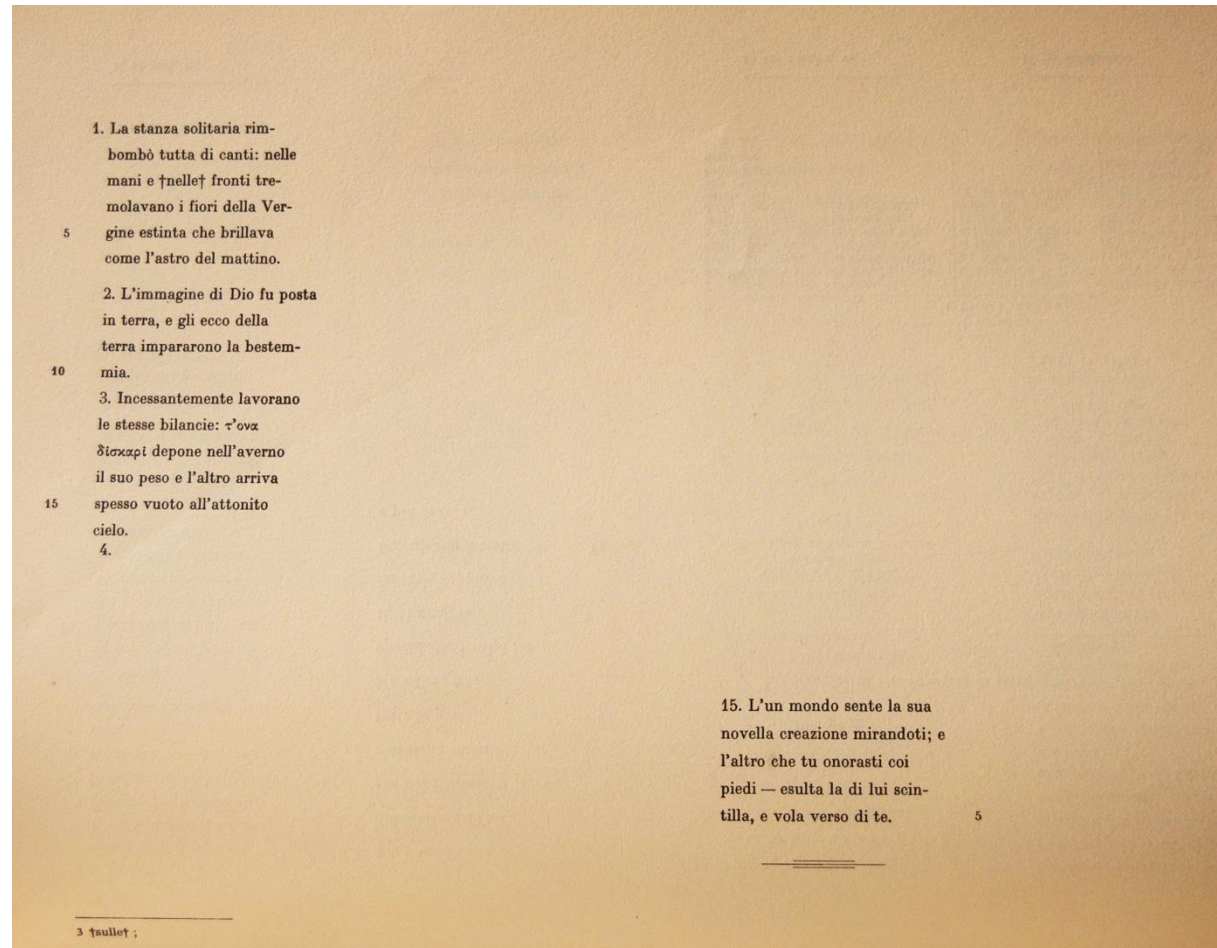 1. La stanza solitaria rim-
bombò tutta di canti: nelle
mani e †nelle† fronti tre-
molavano i fiori della Ver-
5 gine estinta che brillava
come l'astro del mattino.
2. L'immagine di Dio fu posta
in terra, e gli ecco della
terra impararono la bestem-
10 mia.
3. Incessantemente lavorano
le stesse bilancie: τ'ονα
δίσκαρί depone nell'averno
il suo peso e l'altro arriva
15 spesso vuoto all'attonito
cielo.
4.
3 †sulle† ;
15. L'un mondo sente la sua
novella creazione mirandoti; e
l'altro che tu onorasti coi
piedi — esulta la di lui scin-
tilla, e vola verso di te. 5